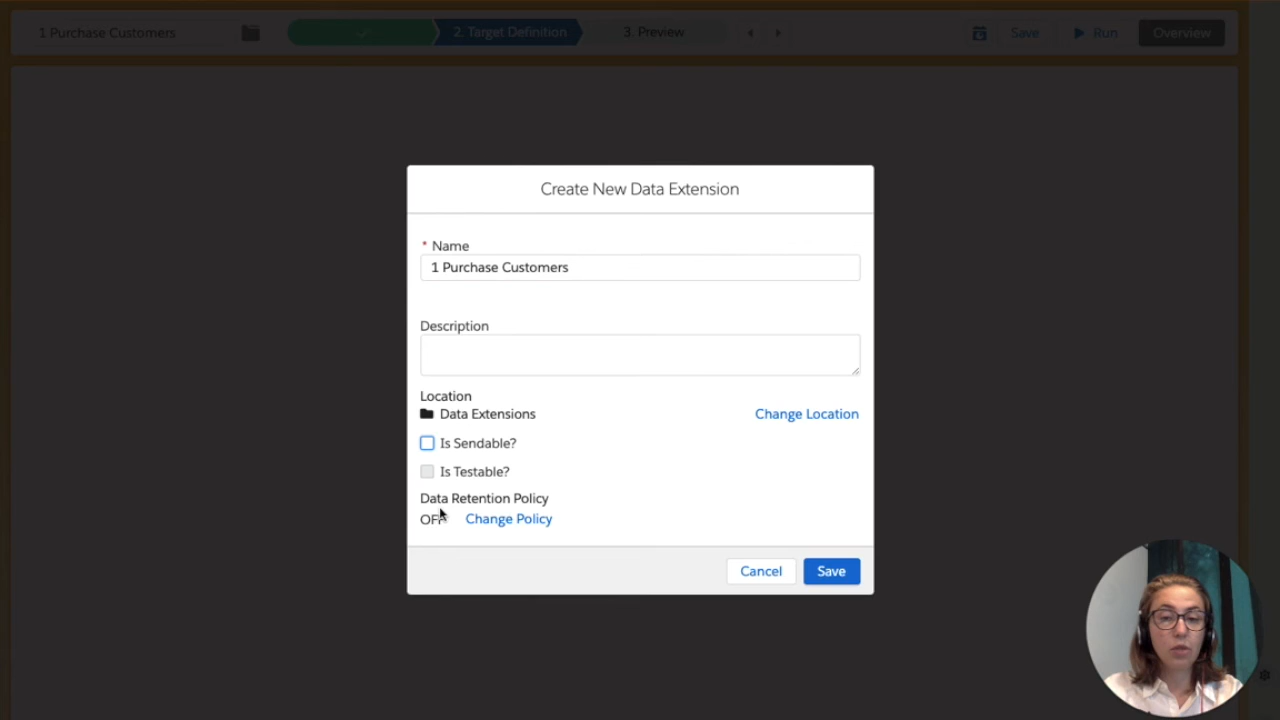 1 Purchase Customers
2. Target Definition
3. Preview
Save
Run
Overview
Create New Data Extension
* Name
1 Purchase Customers
Description
Location
Data Extensions
Change Location
Is Sendable?
Is Testable?
Data Retention Policy
OFF
Change Policy
Cancel
Save